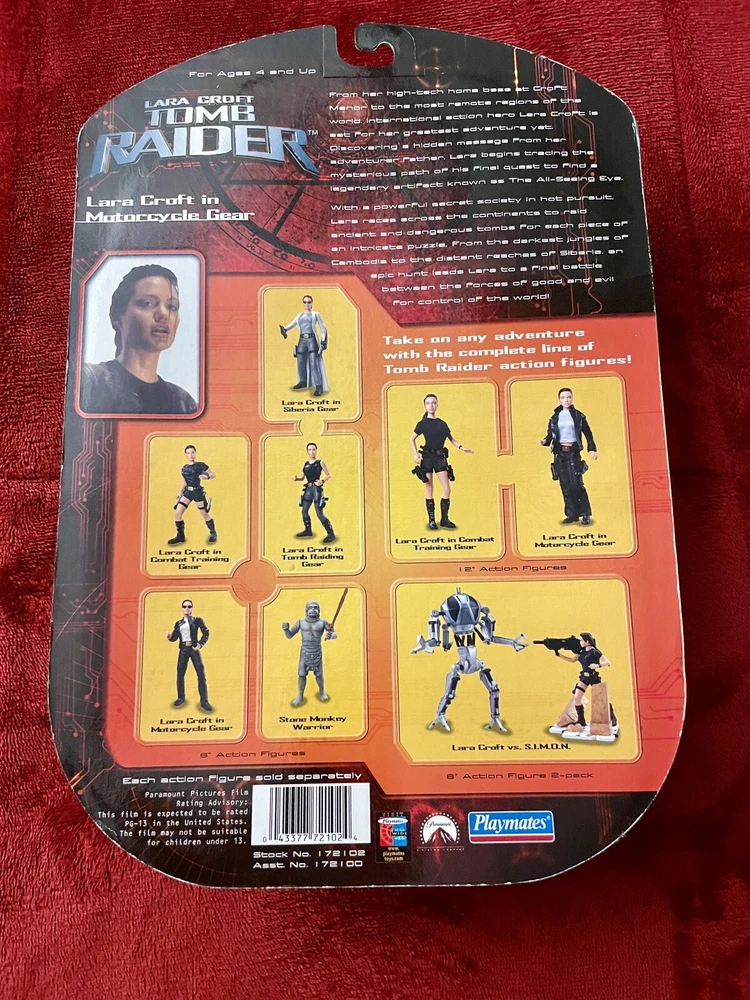 For Ages 4 and Up
LARA CROFT
TOMB
RAIDER™
Lara Croft in
Motorcycle Gear
From her high-tech home base at Croft
Manor to the most remote regions of the
world, international action hero Lara Croft is
set for her greatest adventure yet.
Discovering a hidden message from her
adventurer father, Lara begins tracing the
mysterious path of his final quest to find a
legendary artifact known as The All-Seeing Eye.
With a powerful secret society in hot pursuit,
Lara races across the continents to raid
ancient and dangerous tombs for each piece of
an intricate puzzle. From the darkest jungles of
Cambodia to the distant reaches of Siberia, an
epic hunt leads Lara to a final battle
between the forces of good and evil
for control of the world!
Take on any adventure
with the complete line of
Tomb Raider action figures!
Lara Croft in
Siberia Gear
Lara Croft in
Combat Training
Gear
Lara Croft in
Tomb Raiding
Gear
Lara Croft in Combat
Training Gear
Lara Croft in
Motorcycle Gear
12" Action Figures
Lara Croft in
Motorcycle Gear
Stone Monkey
Warrior
6" Action Figures
Lara Croft vs. S.I.M.O.N.
6" Action Figure 2-pack
Each action figure sold separately
Paramount Pictures Film
Rating Advisory:
This film is expected to be rated
PG-13 in the United States.
The film may not be suitable
for children under 13.
0 43377 72102 4
Stock No. 172102
Asst. No. 172100
VISIT
Playmates
www.
playmates
toys.com
Paramount
Playmates